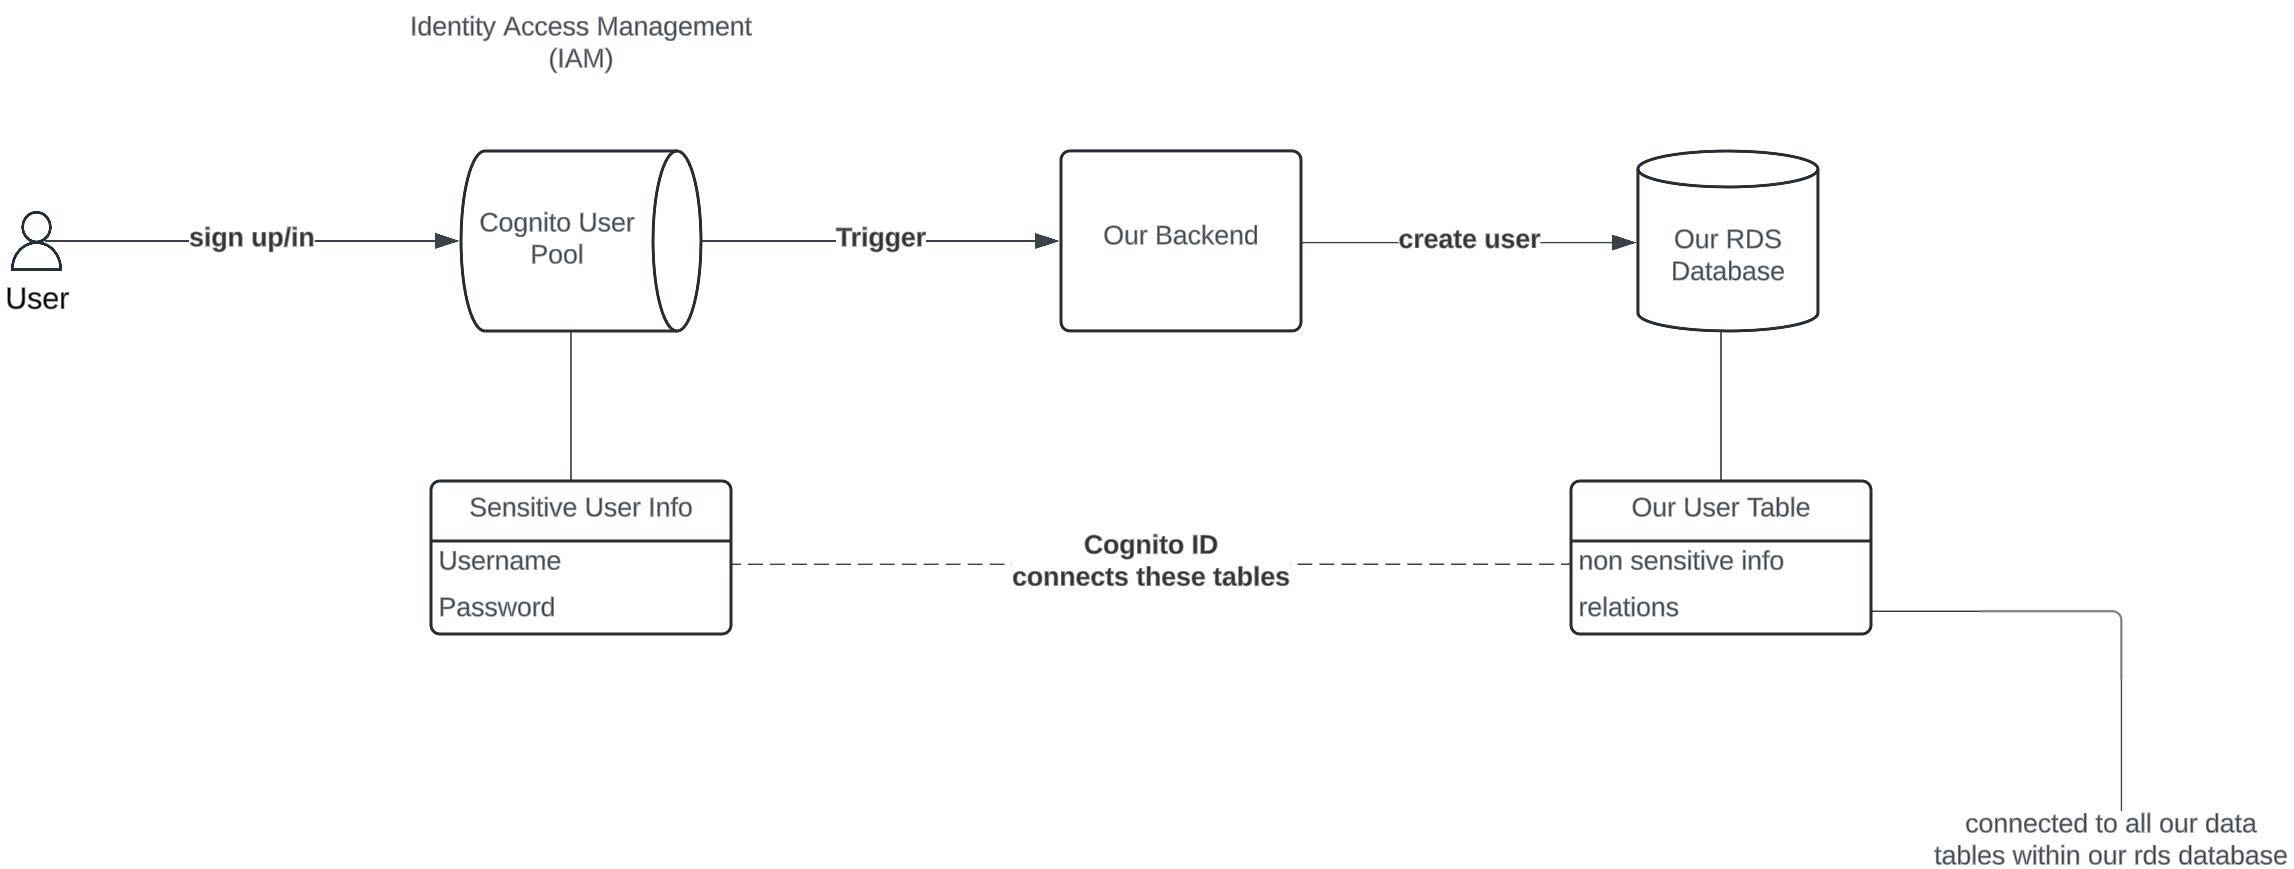 Identity Access Management
(IAM)
User
sign up/in
Cognito User
Pool
Trigger
Our Backend
create user
Our RDS
Database
Sensitive User Info
Username
Password
Cognito ID
connects these tables
Our User Table
non sensitive info
relations
connected to all our data
tables within our rds database